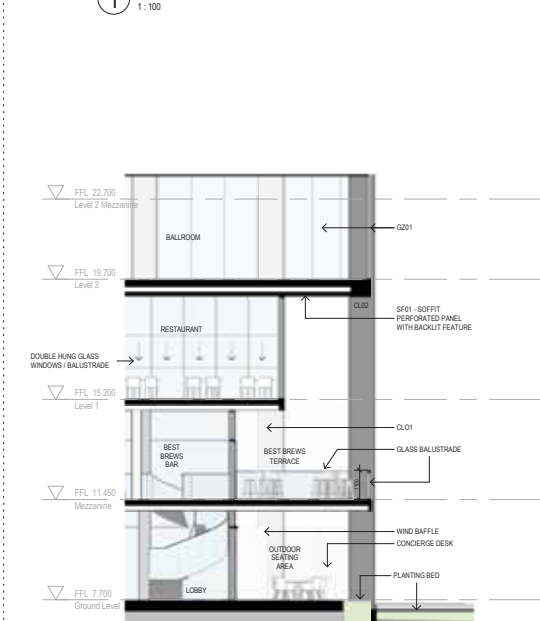 1
1 : 100
FFL 22.700
Level 2 Mezzanine
BALLROOM
GZ01
FFL 19.700
Level 2
CL02
SF01 - SOFFIT
PERFORATED PANEL
WITH BACKLIT FEATURE
RESTAURANT
DOUBLE HUNG GLASS
WINDOWS / BALUSTRADE
FFL 15.200
Level 1
CLO1
BEST
BREWS
BAR
BEST BREWS
TERRACE
GLASS BALUSTRADE
FFL 11.450
Mezzanine
WIND BAFFLE
CONCIERGE DESK
OUTDOOR
SEATING
AREA
PLANTING BED
LOBBY
FFL 7.700
Ground Level